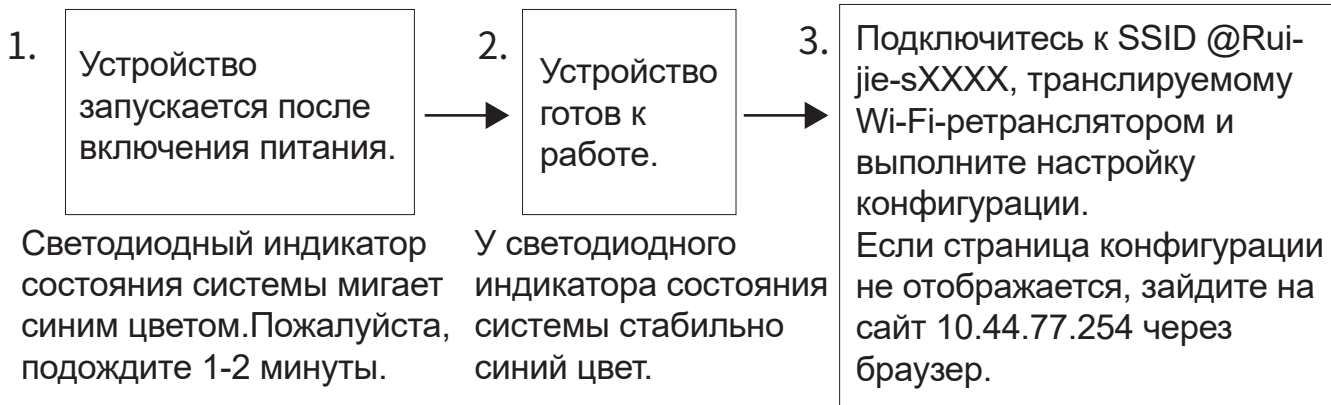 1.
Устройство
запускается после
включения питания.
Светодиодный индикатор
состояния системы мигает
синим цветом.Пожалуйста,
подождите 1-2 минуты.
2.
Устройство
готов к
работе.
У светодиодного
индикатора состояния
системы стабильно
синий цвет.
3.
Подключитесь к SSID @Rui-
jie-sXXXX, транслируемому
Wi-Fi-ретранслятором и
выполните настройку
конфигурации.
Если страница конфигурации
не отображается, зайдите на
сайт 10.44.77.254 через
браузер.